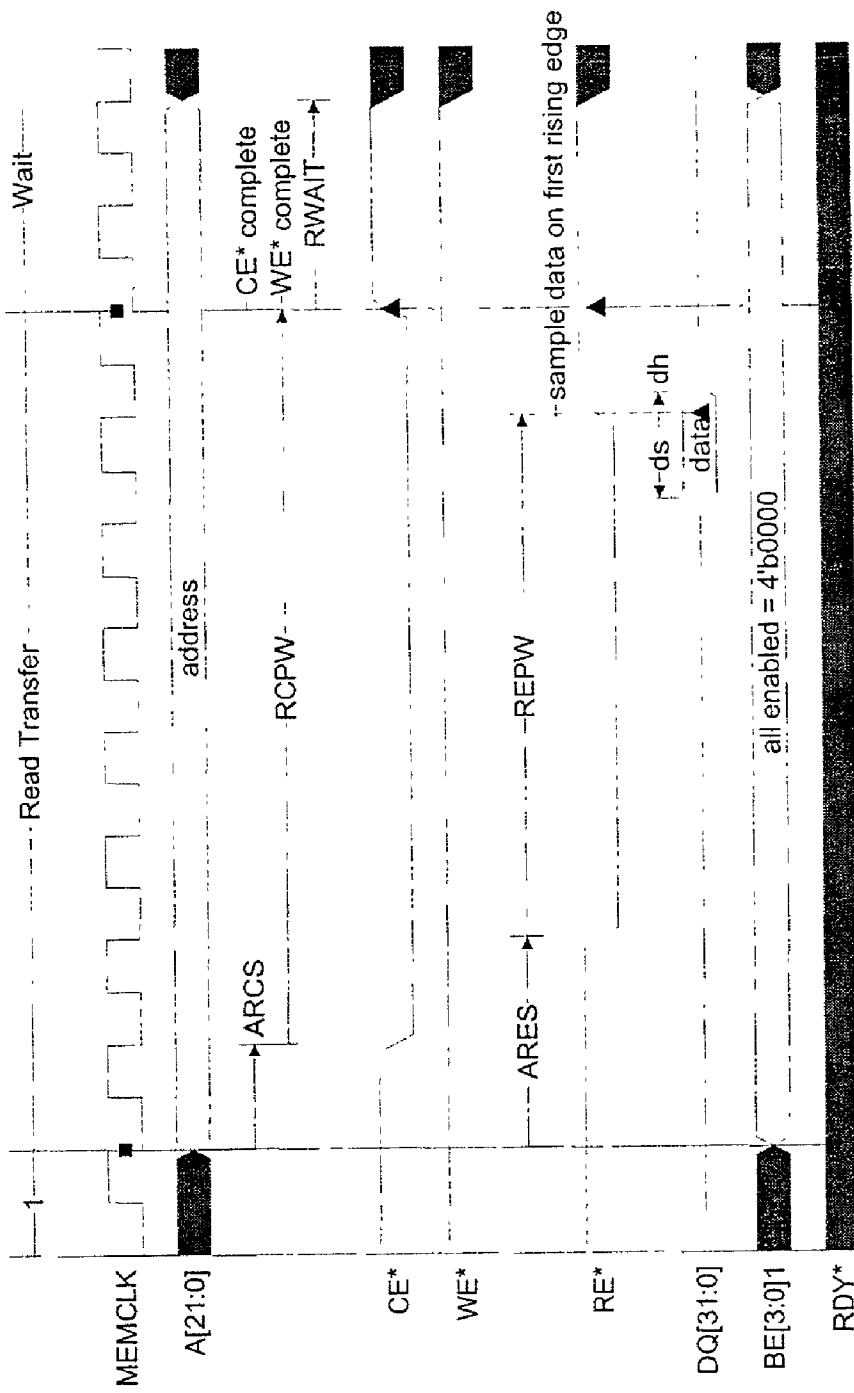 1
Read Transfer
Wait
MEMCLK
A[21:0]
address
ARCS
RCPW
CE* complete
WE* complete
RWAIT
CE*
WE*
ARES
REPW
sample data on first rising edge
RE*
ds
dh
DQ[31:0]
data
BE[3:0]1
all enabled = 4'b0000
RDY*